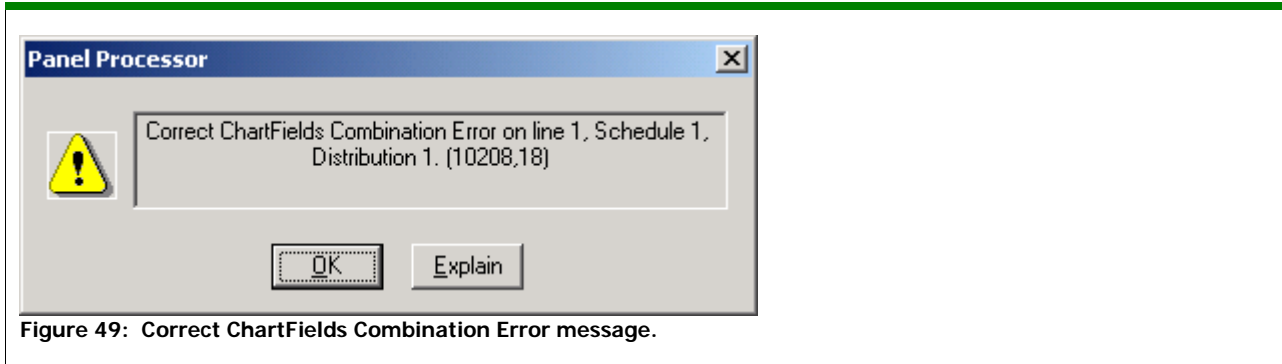 Panel Processor
Correct ChartFields Combination Error on line 1, Schedule 1,
Distribution 1. (10208,18)
OK
Explain
Figure 49:  Correct ChartFields Combination Error message.